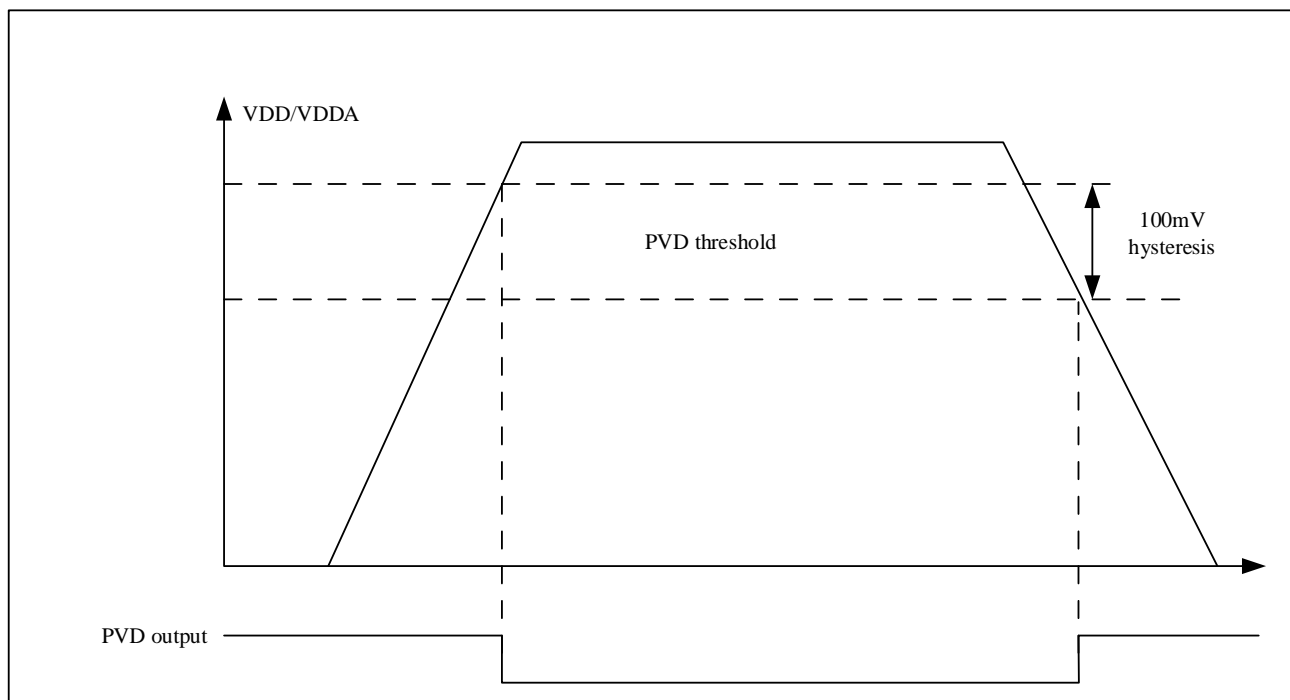 VDD/VDDA
100mV
hysteresis
PVD threshold
PVD output